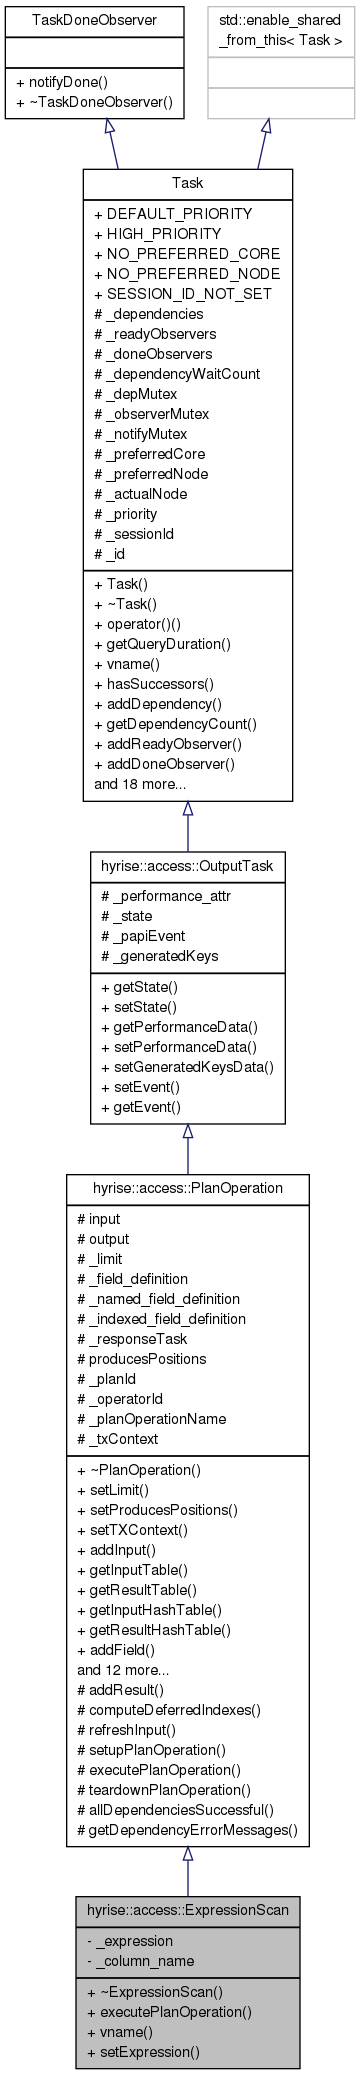 TaskDoneObserver
+ notifyDone()
+ ~TaskDoneObserver()
std::enable_shared
_from_this< Task >
Task
+ DEFAULT_PRIORITY
+ HIGH_PRIORITY
+ NO_PREFERRED_CORE
+ NO_PREFERRED_NODE
+ SESSION_ID_NOT_SET
# _dependencies
# _readyObservers
# _doneObservers
# _dependencyWaitCount
# _depMutex
# _observerMutex
# _notifyMutex
# _preferredCore
# _preferredNode
# _actualNode
# _priority
# _sessionId
# _id
+ Task()
+ ~Task()
+ operator()()
+ getQueryDuration()
+ vname()
+ hasSuccessors()
+ addDependency()
+ getDependencyCount()
+ addReadyObserver()
+ addDoneObserver()
and 18 more...
hyrise::access::OutputTask
# _performance_attr
# _state
# _papiEvent
# _generatedKeys
+ getState()
+ setState()
+ getPerformanceData()
+ setPerformanceData()
+ setGeneratedKeysData()
+ setEvent()
+ getEvent()
hyrise::access::PlanOperation
# input
# output
# _limit
# _field_definition
# _named_field_definition
# _indexed_field_definition
# _responseTask
# producesPositions
# _planId
# _operatorId
# _planOperationName
# _txContext
+ ~PlanOperation()
+ setLimit()
+ setProducesPositions()
+ setTXContext()
+ addInput()
+ getInputTable()
+ getResultTable()
+ getInputHashTable()
+ getResultHashTable()
+ addField()
and 12 more...
# addResult()
# computeDeferredIndexes()
# refreshInput()
# setupPlanOperation()
# executePlanOperation()
# teardownPlanOperation()
# allDependenciesSuccessful()
# getDependencyErrorMessages()
hyrise::access::ExpressionScan
- _expression
- _column_name
+ ~ExpressionScan()
+ executePlanOperation()
+ vname()
+ setExpression()